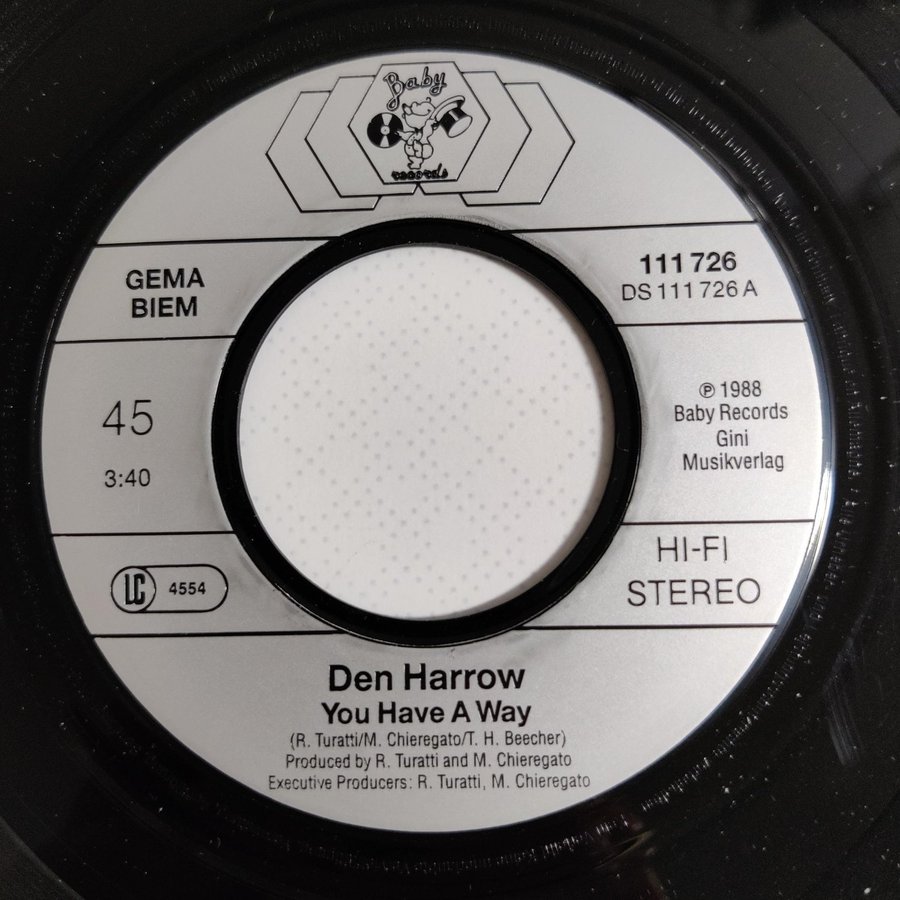 Baby
records
GEMA
BIEM
111 726
DS 111 726 A
45
3:40
℗ 1988
Baby Records
Gini
Musikverlag
LC 4554
HI-FI
STEREO
Den Harrow
You Have A Way
(R. Turatti/M. Chieregato/T. H. Beecher)
Produced by R. Turatti and M. Chieregato
Executive Producers: R. Turatti, M. Chieregato